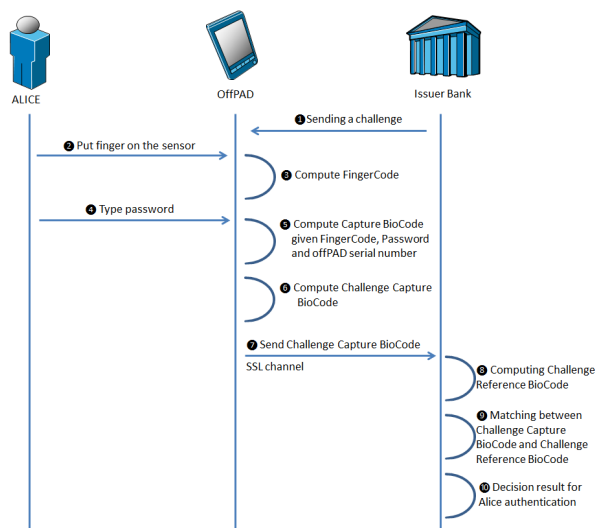 ALICE
OffPAD
Issuer Bank
❶Sending a challenge
❷ Put finger on the sensor
❸ Compute FingerCode
❹ Type password
❺ Compute Capture BioCode
given FingerCode, Password
and offPAD serial number
❻ Compute Challenge Capture
BioCode
❼ Send Challenge Capture BioCode
SSL channel
❽ Computing Challenge
Reference BioCode
❾ Matching between
Challenge Capture
BioCode and Challenge
Reference BioCode
❿ Decision result for
Alice authentication